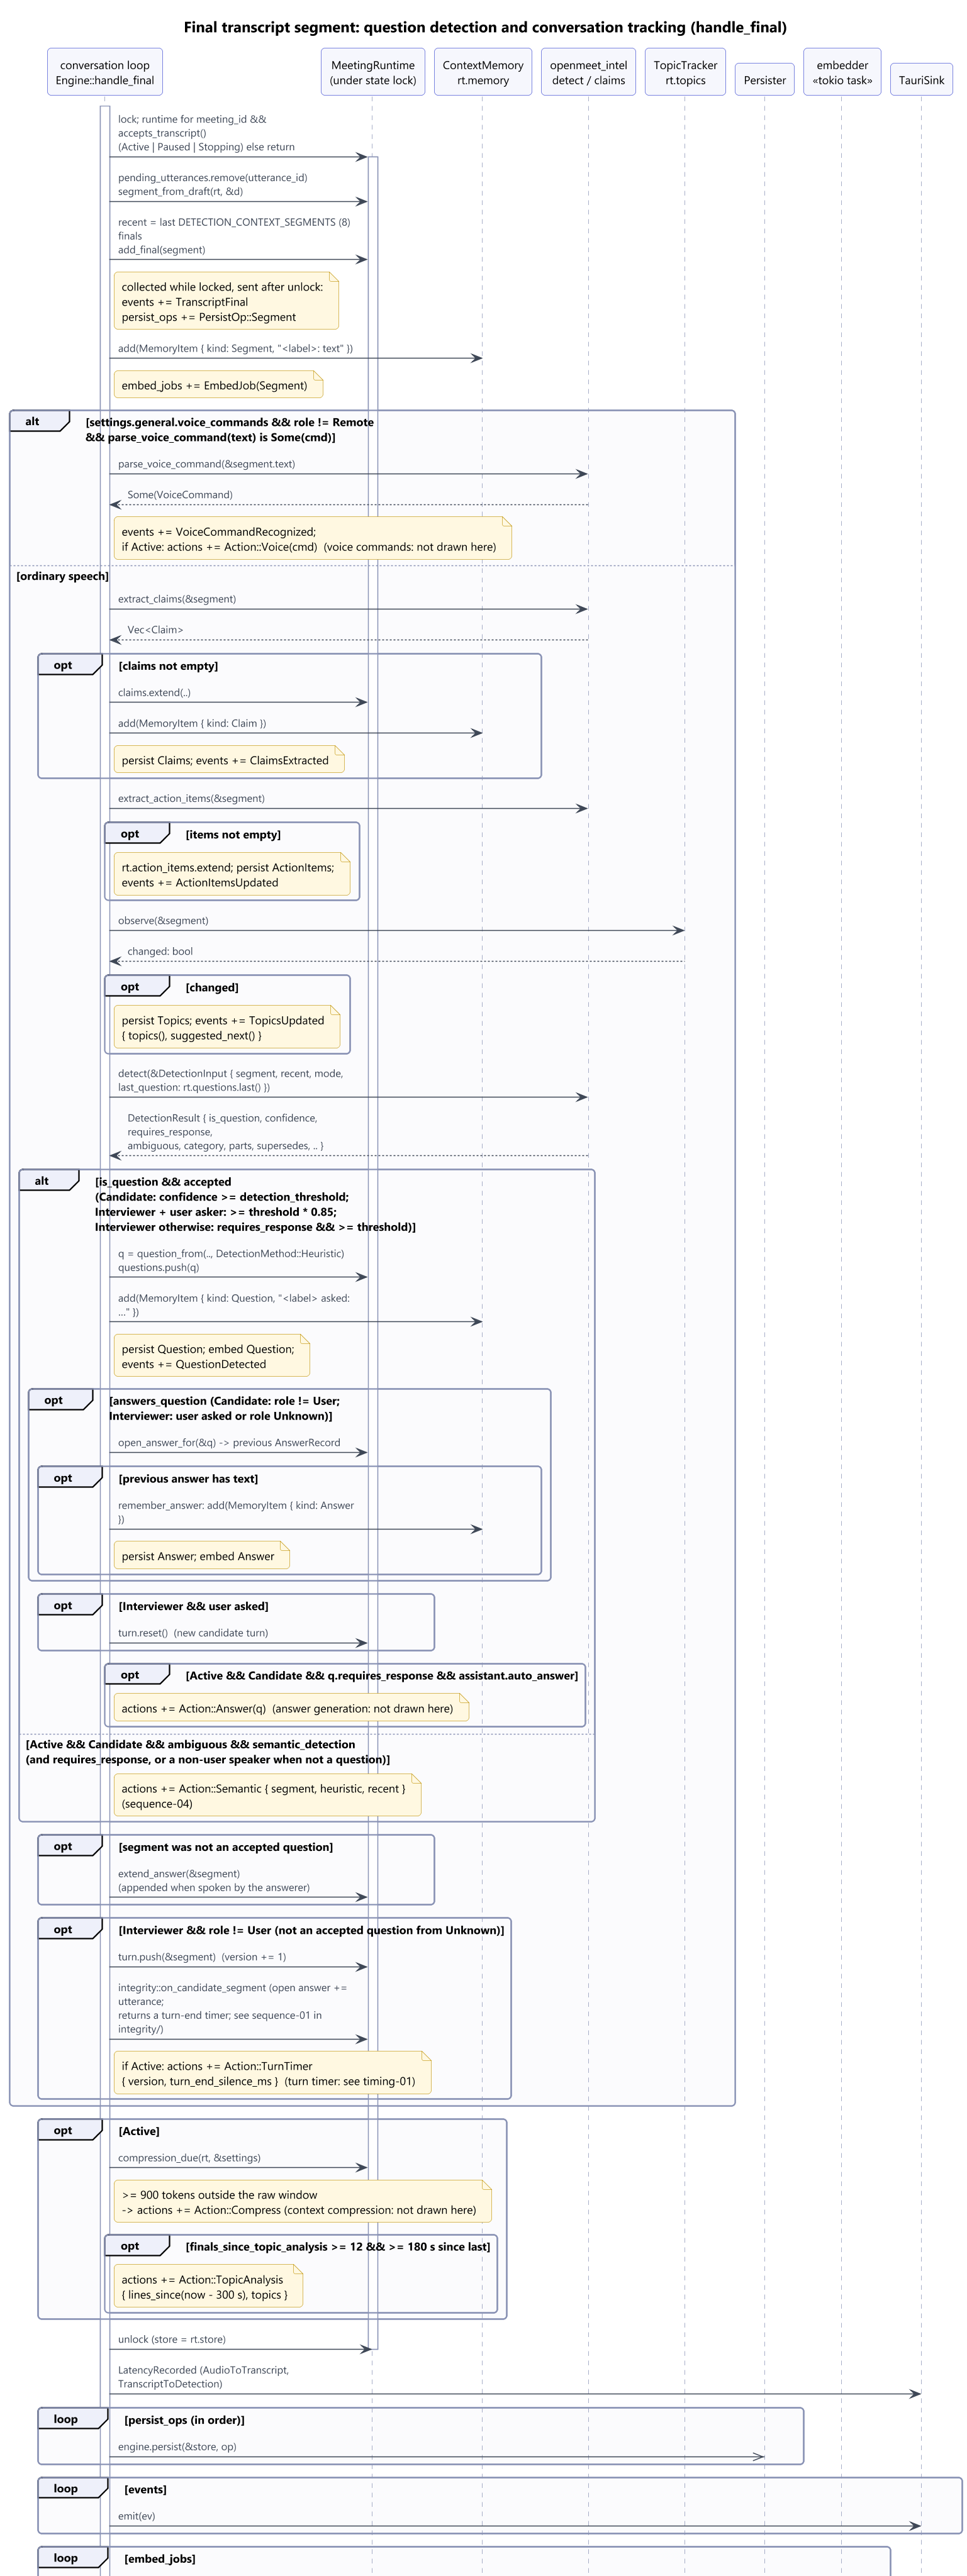 Final transcript segment: question detection and conversation tracking (handle_final)
conversation loop
Engine::handle_final
MeetingRuntime
(under state lock)
ContextMemory
rt.memory
openmeet_intel
detect / claims
TopicTracker
rt.topics
Persister
embedder
«tokio task»
TauriSink
lock; runtime for meeting_id &&
accepts_transcript()
(Active | Paused | Stopping) else return
pending_utterances.remove(utterance_id)
segment_from_draft(rt, &d)
recent = last DETECTION_CONTEXT_SEGMENTS (8)
finals
add_final(segment)
collected while locked, sent after unlock:
events += TranscriptFinal
persist_ops += PersistOp::Segment
add(MemoryItem { kind: Segment, "<label>: text" })
embed_jobs += EmbedJob(Segment)
alt
[settings.general.voice_commands && role != Remote
&& parse_voice_command(text) is Some(cmd)]
parse_voice_command(&segment.text)
Some(VoiceCommand)
events += VoiceCommandRecognized;
if Active: actions += Action::Voice(cmd)  (voice commands: not drawn here)
[ordinary speech]
extract_claims(&segment)
Vec<Claim>
opt
[claims not empty]
claims.extend(..)
add(MemoryItem { kind: Claim })
persist Claims; events += ClaimsExtracted
extract_action_items(&segment)
opt
[items not empty]
rt.action_items.extend; persist ActionItems;
events += ActionItemsUpdated
observe(&segment)
changed: bool
opt
[changed]
persist Topics; events += TopicsUpdated
{ topics(), suggested_next() }
detect(&DetectionInput { segment, recent, mode,
last_question: rt.questions.last() })
DetectionResult { is_question, confidence,
requires_response,
ambiguous, category, parts, supersedes, .. }
alt
[is_question && accepted
(Candidate: confidence >= detection_threshold;
Interviewer + user asker: >= threshold * 0.85;
Interviewer otherwise: requires_response && >= threshold)]
q = question_from(.., DetectionMethod::Heuristic)
questions.push(q)
add(MemoryItem { kind: Question, "<label> asked:
..." })
persist Question; embed Question;
events += QuestionDetected
opt
[answers_question (Candidate: role != User;
Interviewer: user asked or role Unknown)]
open_answer_for(&q) -> previous AnswerRecord
opt
[previous answer has text]
remember_answer: add(MemoryItem { kind: Answer
})
persist Answer; embed Answer
opt
[Interviewer && user asked]
turn.reset()  (new candidate turn)
opt
[Active && Candidate && q.requires_response && assistant.auto_answer]
actions += Action::Answer(q)  (answer generation: not drawn here)
[Active && Candidate && ambiguous && semantic_detection
(and requires_response, or a non-user speaker when not a question)]
actions += Action::Semantic { segment, heuristic, recent }
(sequence-04)
opt
[segment was not an accepted question]
extend_answer(&segment)
(appended when spoken by the answerer)
opt
[Interviewer && role != User (not an accepted question from Unknown)]
turn.push(&segment)  (version += 1)
integrity::on_candidate_segment (open answer +=
utterance;
returns a turn-end timer; see sequence-01 in
integrity/)
if Active: actions += Action::TurnTimer
{ version, turn_end_silence_ms }  (turn timer: see timing-01)
opt
[Active]
compression_due(rt, &settings)
>= 900 tokens outside the raw window
-> actions += Action::Compress (context compression: not drawn here)
opt
[finals_since_topic_analysis >= 12 && >= 180 s since last]
actions += Action::TopicAnalysis
{ lines_since(now - 300 s), topics }
unlock (store = rt.store)
LatencyRecorded (AudioToTranscript,
TranscriptToDetection)
loop
[persist_ops (in order)]
engine.persist(&store, op)
loop
[events]
emit(ev)
loop
[embed_jobs]